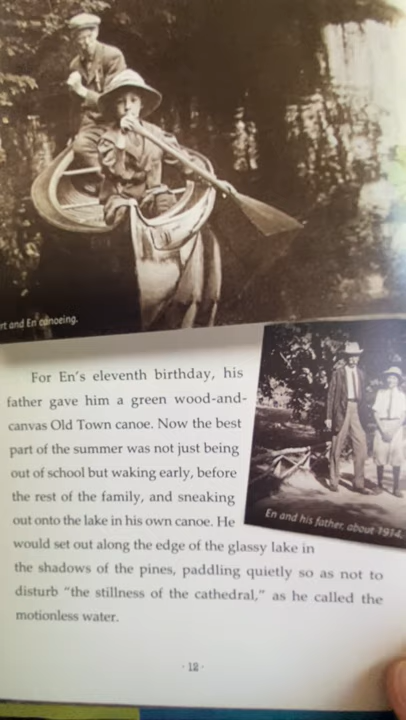 rt and En canoeing.
For En's eleventh birthday, his
father gave him a green wood-and-
canvas Old Town canoe. Now the best
part of the summer was not just being
out of school but waking early, before
the rest of the family, and sneaking
out onto the lake in his own canoe. He
would set out along the edge of the glassy lake in
the shadows of the pines, paddling quietly so as not to
disturb "the stillness of the cathedral," as he called the
motionless water.
En and his father, about 1914.
· 12 ·